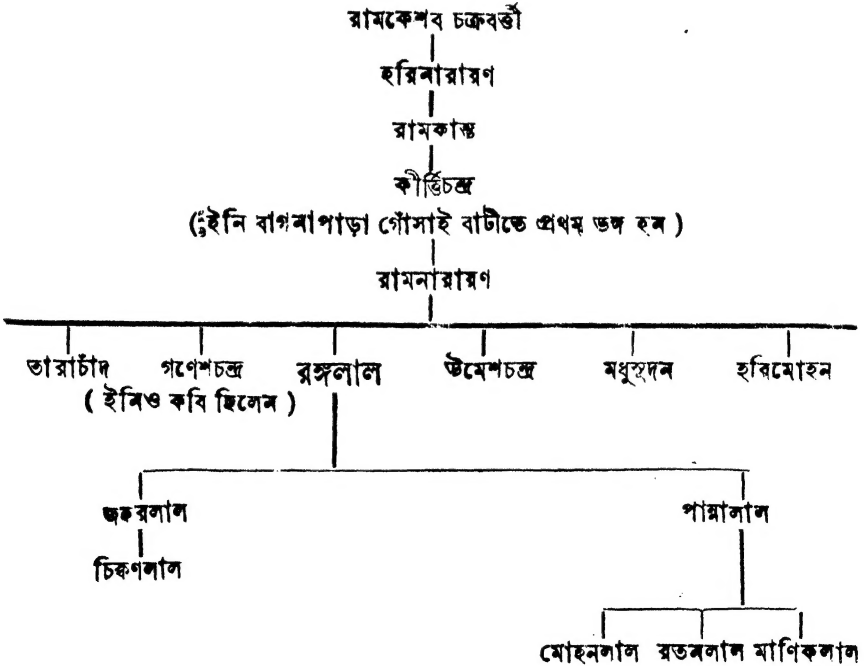 রামকেশব চক্রবর্ত্তী
হরিনারায়ণ
রামকান্ত
কীর্ত্তিচন্দ্র
( ইনি বাগনাপাড়া গোঁসাই বাটীতে প্রথম ভঙ্গ হন )
রামনারায়ণ
তারাচাঁদ গণেশচন্দ্র রঙ্গলাল উমেশচন্দ্র মধুসূদন হরিমোহন
( ইনিও কবি ছিলেন )
জহরলাল পান্নালাল
চিক্কণলাল
মোহনলাল রতনলাল মাণিকলাল